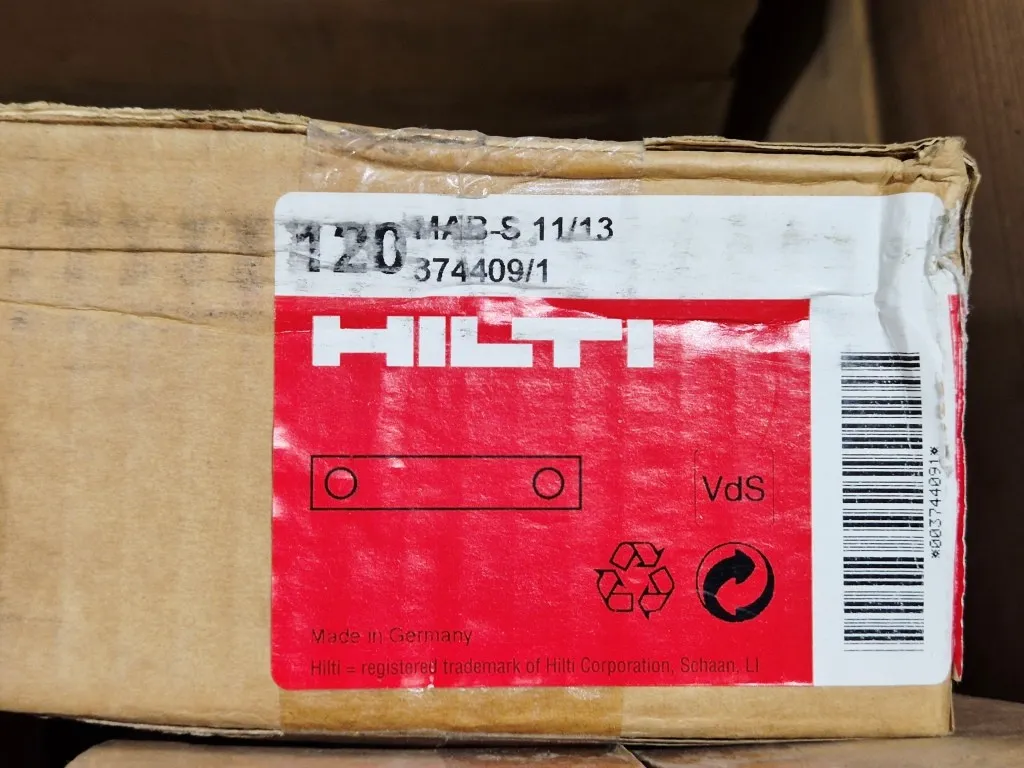 120 MAB-S 11/13
374409/1
HILTI
VdS
Made in Germany
Hilti = registered trademark of Hilti Corporation, Schaan, LI
*003744091*